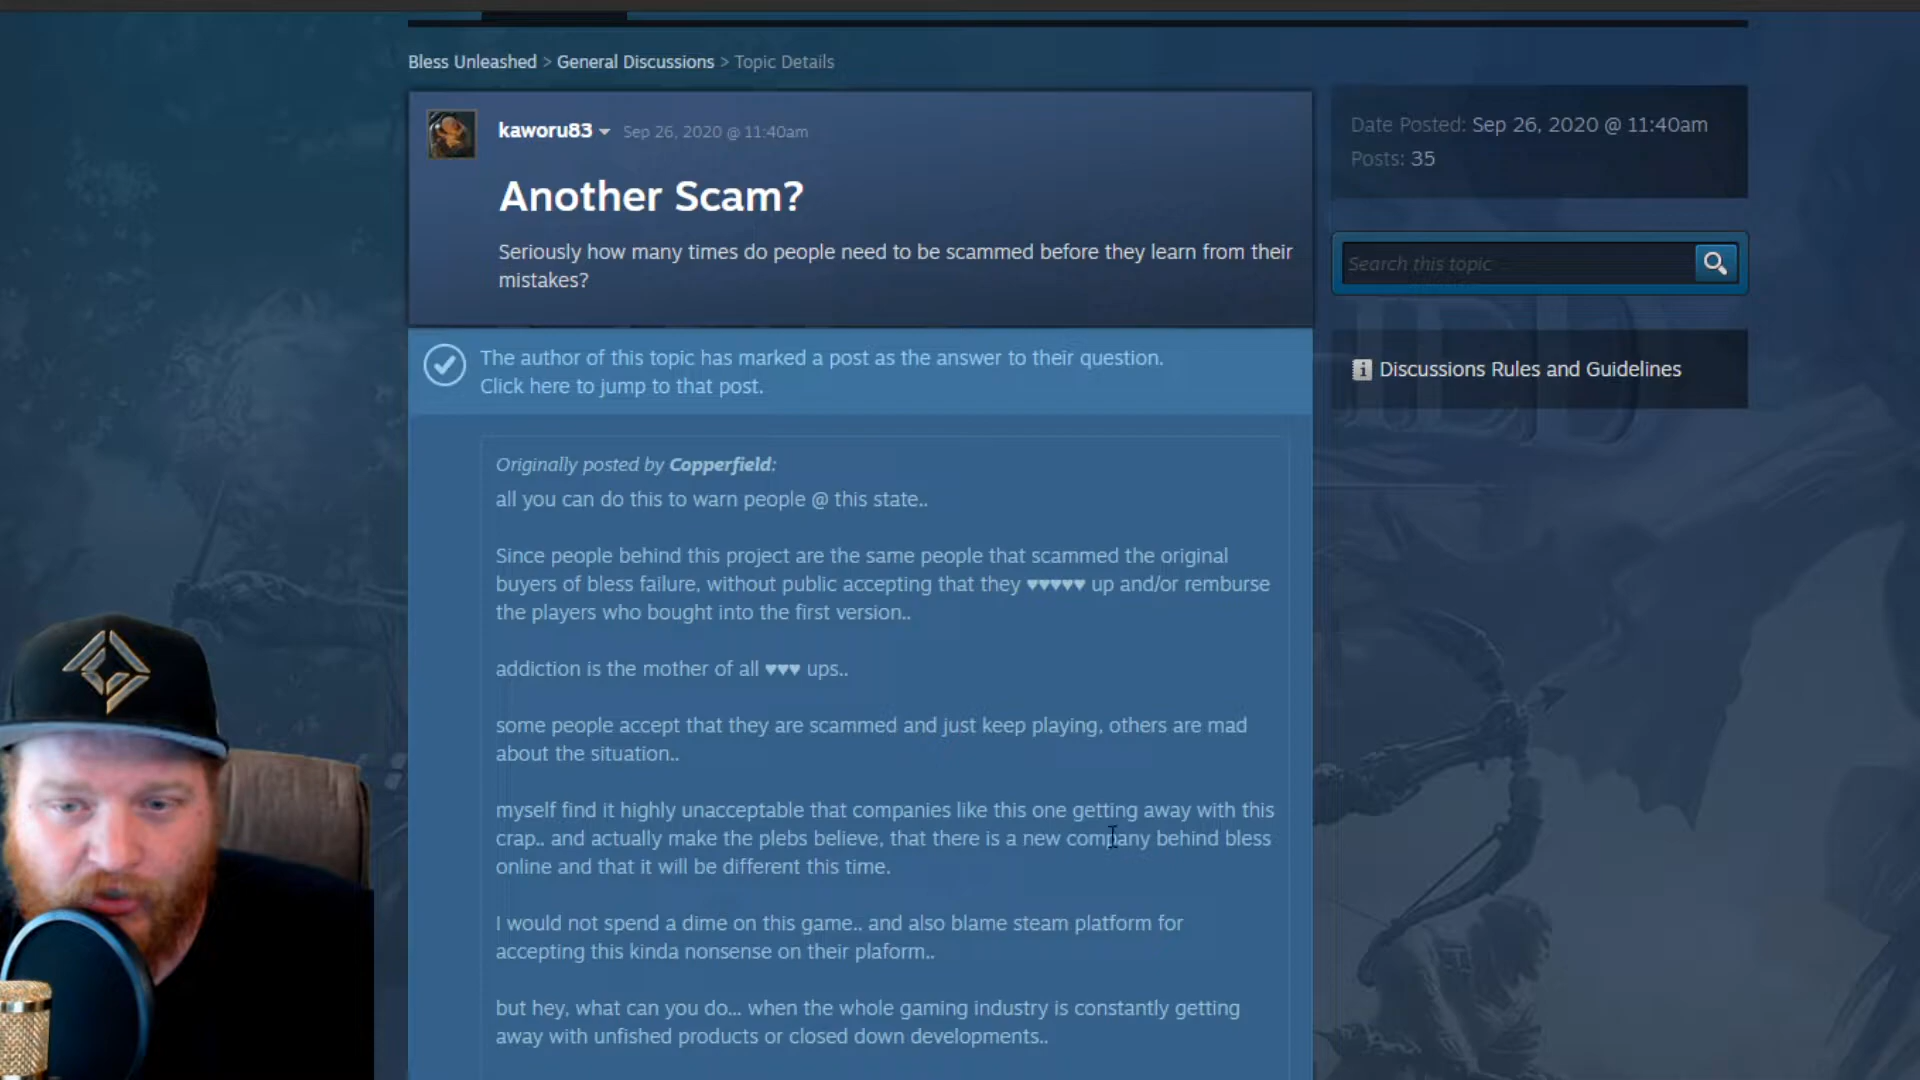 Bless Unleashed > General Discussions > Topic Details
kaworu83 Sep 26, 2020 @ 11:40am
Another Scam?
Seriously how many times do people need to be scammed before they learn from their
mistakes?
The author of this topic has marked a post as the answer to their question.
Click here to jump to that post.
Originally posted by Copperfield:
all you can do this to warn people @ this state..
Since people behind this project are the same people that scammed the original
buyers of bless failure, without public accepting that they ♥♥♥♥♥ up and/or remburse
the players who bought into the first version..
addiction is the mother of all ♥♥♥ ups..
some people accept that they are scammed and just keep playing, others are mad
about the situation..
myself find it highly unacceptable that companies like this one getting away with this
crap.. and actually make the plebs believe, that there is a new company behind bless
online and that it will be different this time.
I would not spend a dime on this game.. and also blame steam platform for
accepting this kinda nonsense on their plaform..
but hey, what can you do... when the whole gaming industry is constantly getting
away with unfished products or closed down developments..
Date Posted: Sep 26, 2020 @ 11:40am
Posts: 35
Search this topic
Discussions Rules and Guidelines